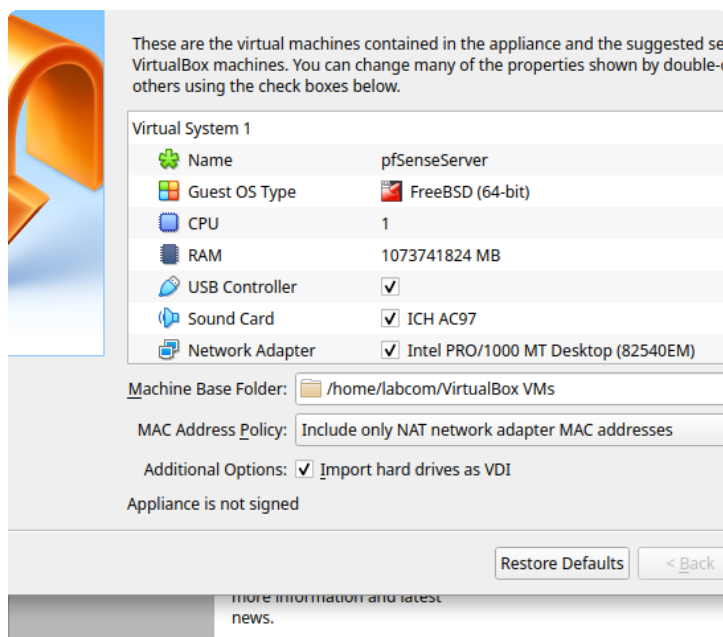 These are the virtual machines contained in the appliance and the suggested se
VirtualBox machines. You can change many of the properties shown by double-
others using the check boxes below.
Virtual System 1
Name pfSenseServer
Guest OS Type FreeBSD (64-bit)
CPU 1
RAM 1073741824 MB
USB Controller
Sound Card ICH AC97
Network Adapter Intel PRO/1000 MT Desktop (82540EM)
Machine Base Folder: /home/labcom/VirtualBox VMs
MAC Address Policy: Include only NAT network adapter MAC addresses
Additional Options: Import hard drives as VDI
Appliance is not signed
Restore Defaults < Back
more information and latest
news.